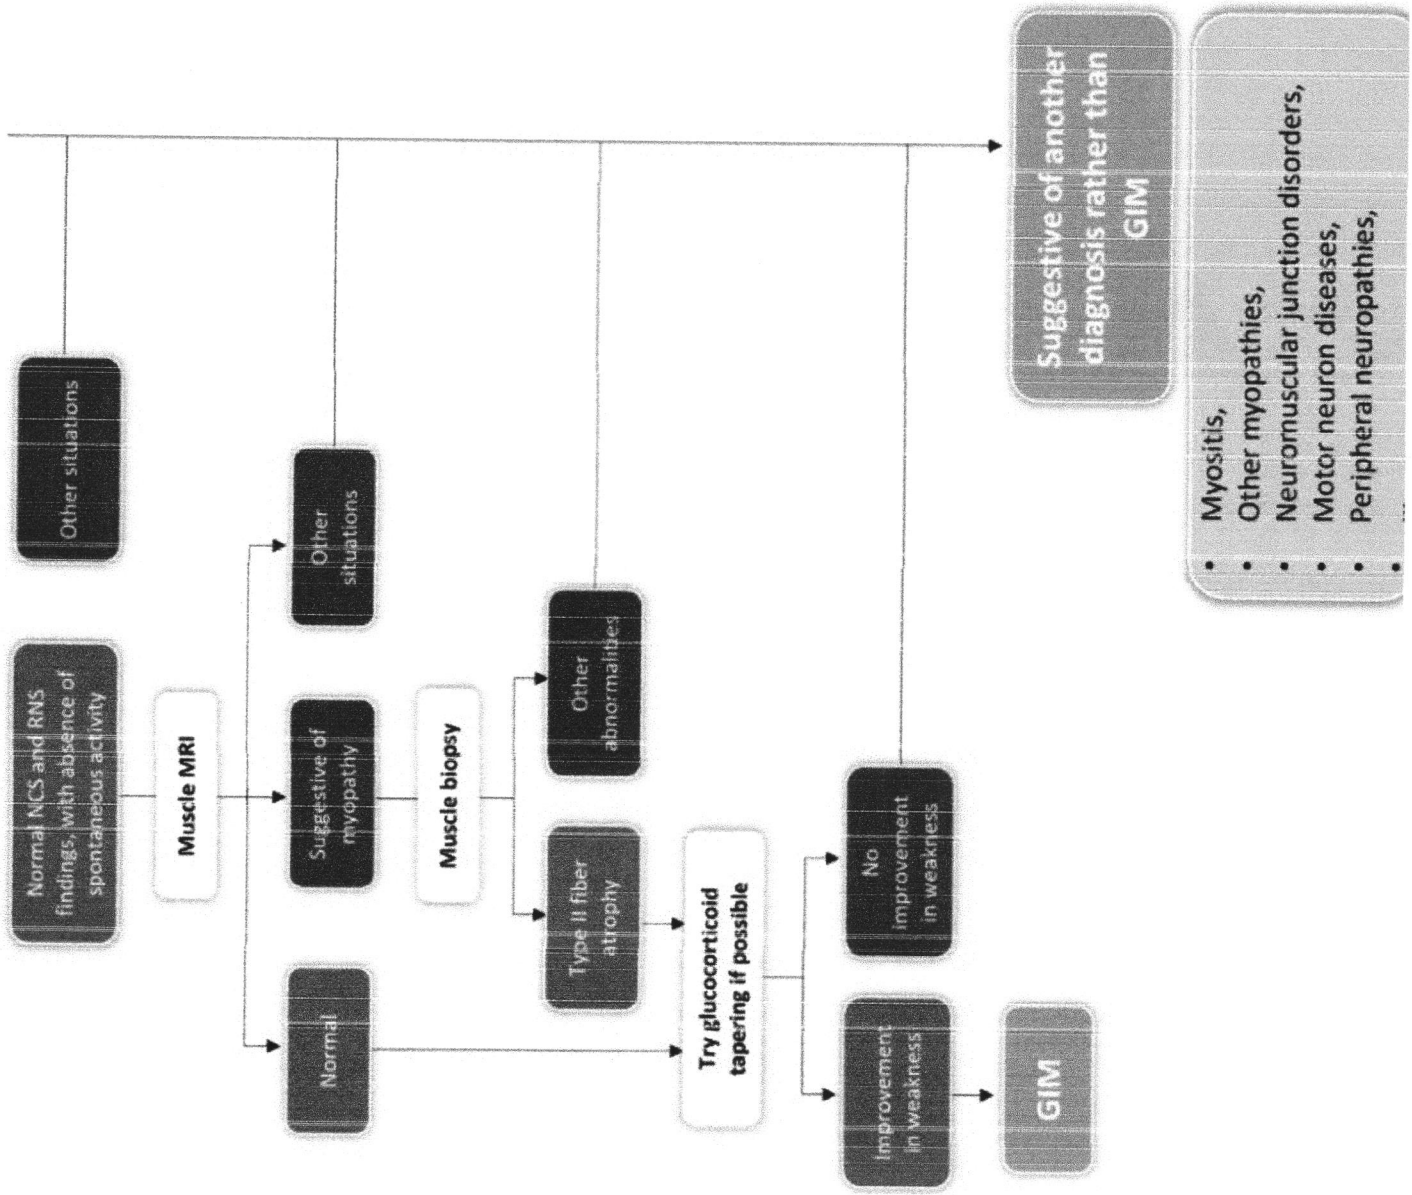 Normal NCS and RNS
findings with absence of
spontaneous activity
Other situations
Muscle MRI
Normal
Suggestive of
myopathy
Other
situations
Muscle biopsy
Type II fiber
atrophy
Other
abnormalities
Try glucocorticoid
tapering if possible
Improvement
in weakness
No
improvement
in weakness
GIM
Suggestive of another
diagnosis rather than
GIM
• Myositis,
• Other myopathies,
• Neuromuscular junction disorders,
• Motor neuron diseases,
• Peripheral neuropathies,
• ...